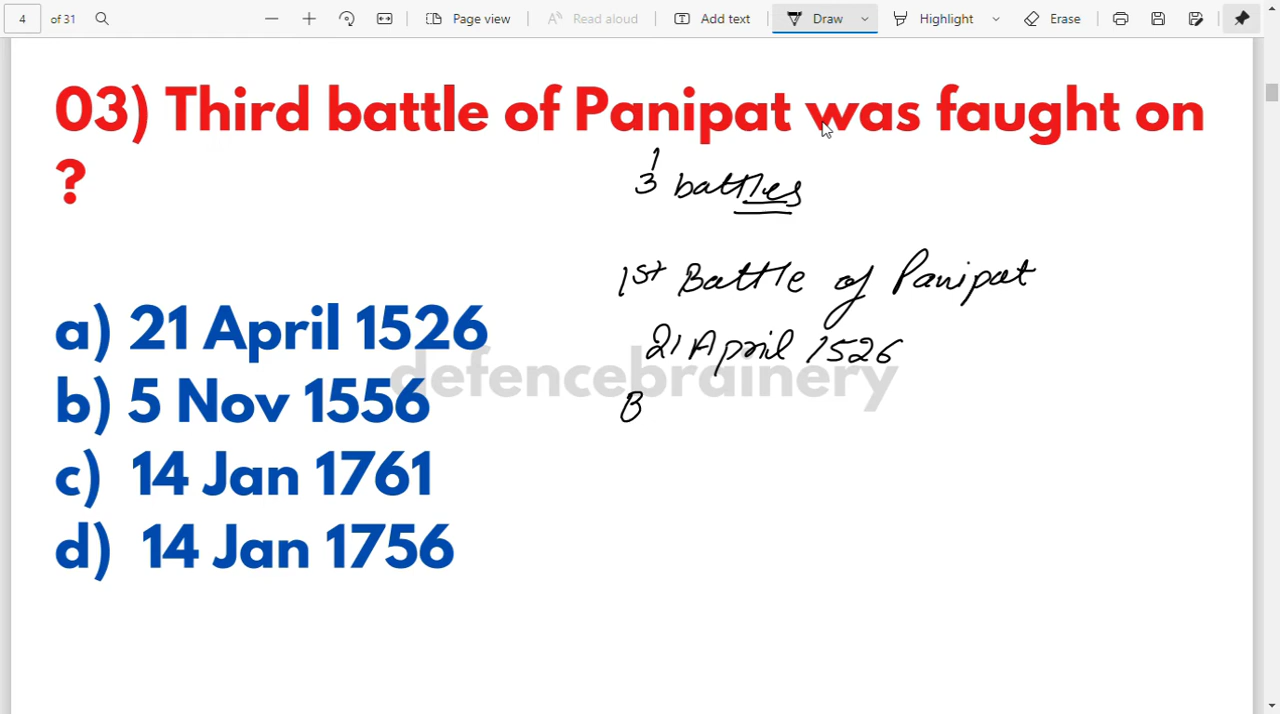 4 of 31 Page view Read aloud Add text Draw Highlight Erase
03) Third battle of Panipat was faught on
?
3 battles
1st Battle of Panipat
21 April 1526
B
a) 21 April 1526
b) 5 Nov 1556
c) 14 Jan 1761
d) 14 Jan 1756
defencebrainery